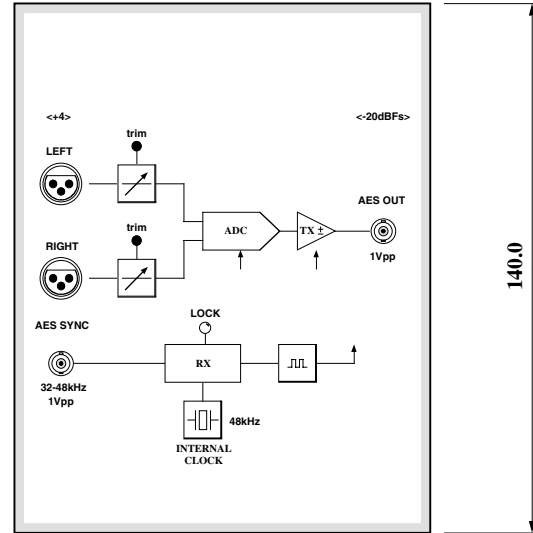 <+4>
<-20dBFs>
trim
LEFT
AES OUT
ADC
TX ±
trim
1Vpp
RIGHT
140.0
LOCK
AES SYNC
RX
32-48kHz
1Vpp
48kHz
INTERNAL
CLOCK